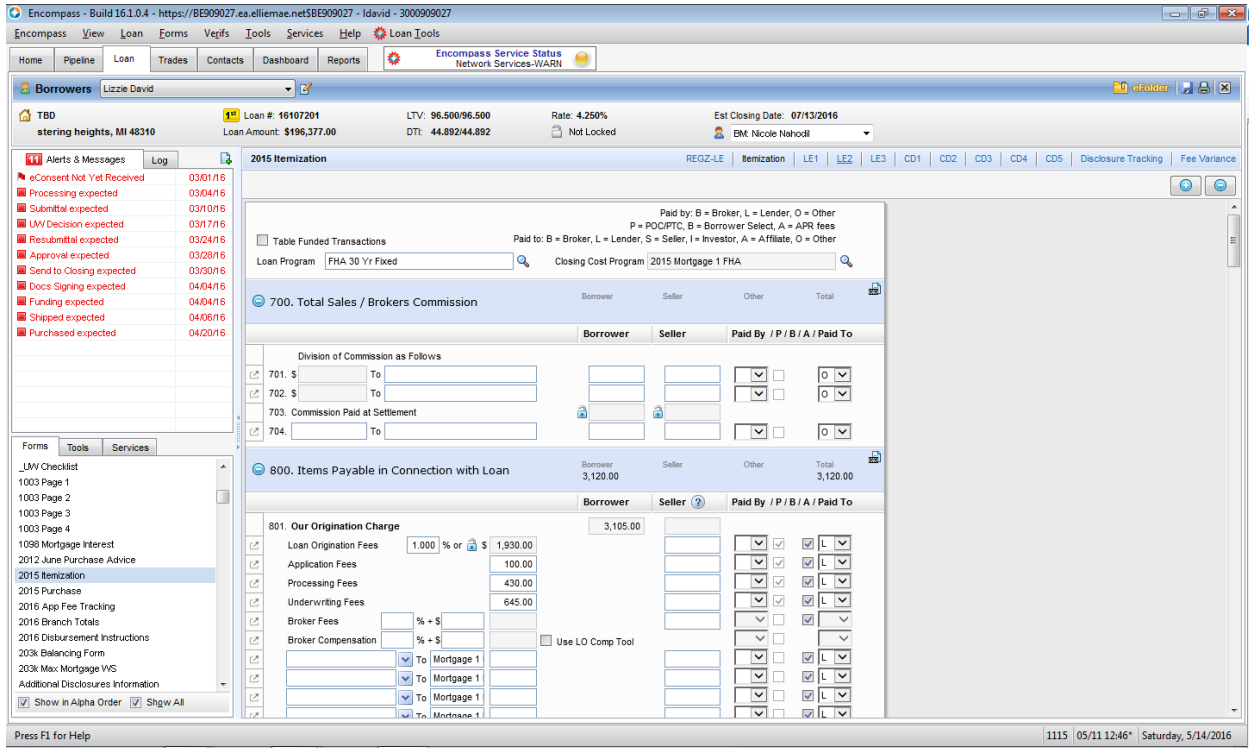 Encompass - Build 16.1.0.4 - https://BE909027.ea.elliemae.net$BE909027 - ldavid - 3000909027
Encompass View Loan Forms Verifs Tools Services Help Loan Tools
Home Pipeline Loan Trades Contacts Dashboard Reports
Encompass Service Status
Network Services-WARN
Borrowers Lizzie David eFolder
TBD 1st Loan #: 16107201 LTV: 96.500/96.500 Rate: 4.250% Est Closing Date: 07/13/2016
stering heights, MI 48310 Loan Amount: $196,377.00 DTI: 44.892/44.892 Not Locked BM: Nicole Nahodil
11 Alerts & Messages Log
eConsent Not Yet Received 03/01/16
Processing expected 03/04/16
Submittal expected 03/10/16
UW Decision expected 03/17/16
Resubmittal expected 03/24/16
Approval expected 03/28/16
Send to Closing expected 03/30/16
Docs Signing expected 04/04/16
Funding expected 04/04/16
Shipped expected 04/06/16
Purchased expected 04/20/16
Forms Tools Services
_UW Checklist
1003 Page 1
1003 Page 2
1003 Page 3
1003 Page 4
1098 Mortgage Interest
2012 June Purchase Advice
2015 Itemization
2015 Purchase
2016 App Fee Tracking
2016 Branch Totals
2016 Disbursement Instructions
203k Balancing Form
203k Max Mortgage WS
Additional Disclosures Information
Show in Alpha Order Show All
2015 Itemization REGZ-LE Itemization LE1 LE2 LE3 CD1 CD2 CD3 CD4 CD5 Disclosure Tracking Fee Variance
Paid by: B = Broker, L = Lender, O = Other
P = POC/PTC, B = Borrower Select, A = APR fees
Table Funded Transactions Paid to: B = Broker, L = Lender, S = Seller, I = Investor, A = Affiliate, O = Other
Loan Program FHA 30 Yr Fixed Closing Cost Program 2015 Mortgage 1 FHA
700. Total Sales / Brokers Commission Borrower Seller Other Total
Borrower Seller Paid By / P / B / A / Paid To
Division of Commission as Follows
701. $ To O
702. $ To O
703. Commission Paid at Settlement
704. To O
800. Items Payable in Connection with Loan Borrower 3,120.00 Seller Other Total 3,120.00
Borrower Seller ? Paid By / P / B / A / Paid To
801. Our Origination Charge 3,105.00
Loan Origination Fees 1.000 % or $ 1,930.00 L
Application Fees 100.00 L
Processing Fees 430.00 L
Underwriting Fees 645.00 L
Broker Fees % + $
Broker Compensation % + $ Use LO Comp Tool
To Mortgage 1 L
To Mortgage 1 L
To Mortgage 1 L
To Mortgage 1 L
Press F1 for Help 1115 05/11 12:46* Saturday, 5/14/2016